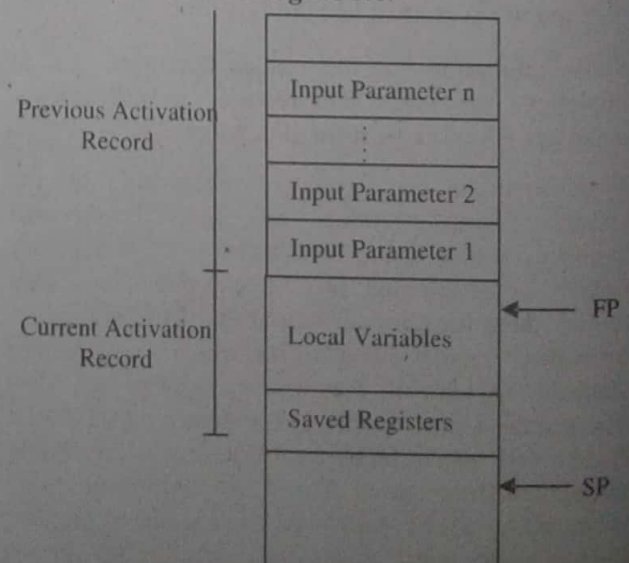 Input Parameter n
Previous Activation
Record
Input Parameter 2
Input Parameter 1
FP
Current Activation
Record
Local Variables
Saved Registers
SP